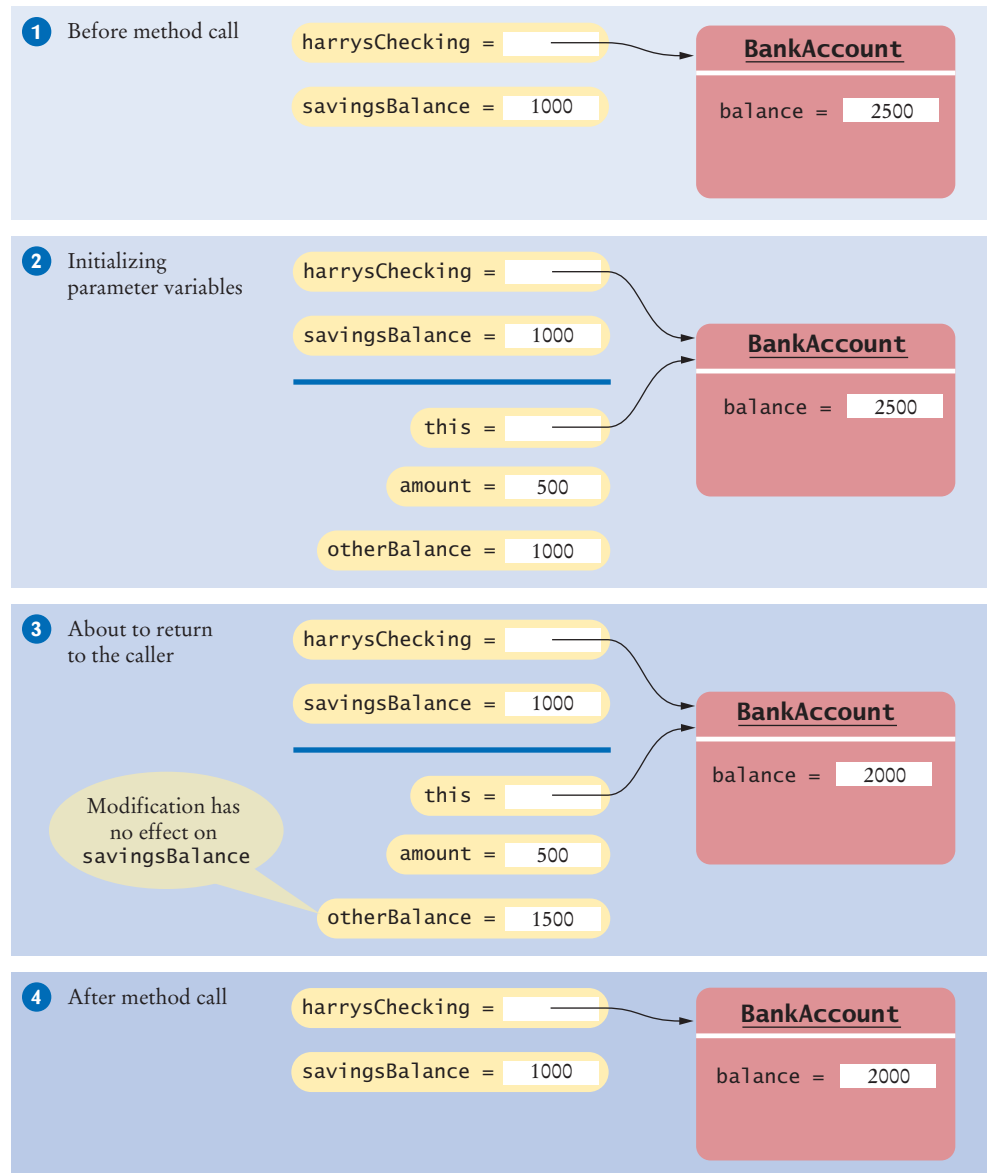 1 Before method call
harrysChecking =
BankAccount
savingsBalance = 1000
balance = 2500
2 Initializing
parameter variables
harrysChecking =
savingsBalance = 1000
BankAccount
balance = 2500
this =
amount = 500
otherBalance = 1000
3 About to return
to the caller
harrysChecking =
savingsBalance = 1000
BankAccount
balance = 2000
this =
Modification has
no effect on
savingsBalance
amount = 500
otherBalance = 1500
4 After method call
harrysChecking =
BankAccount
savingsBalance = 1000
balance = 2000